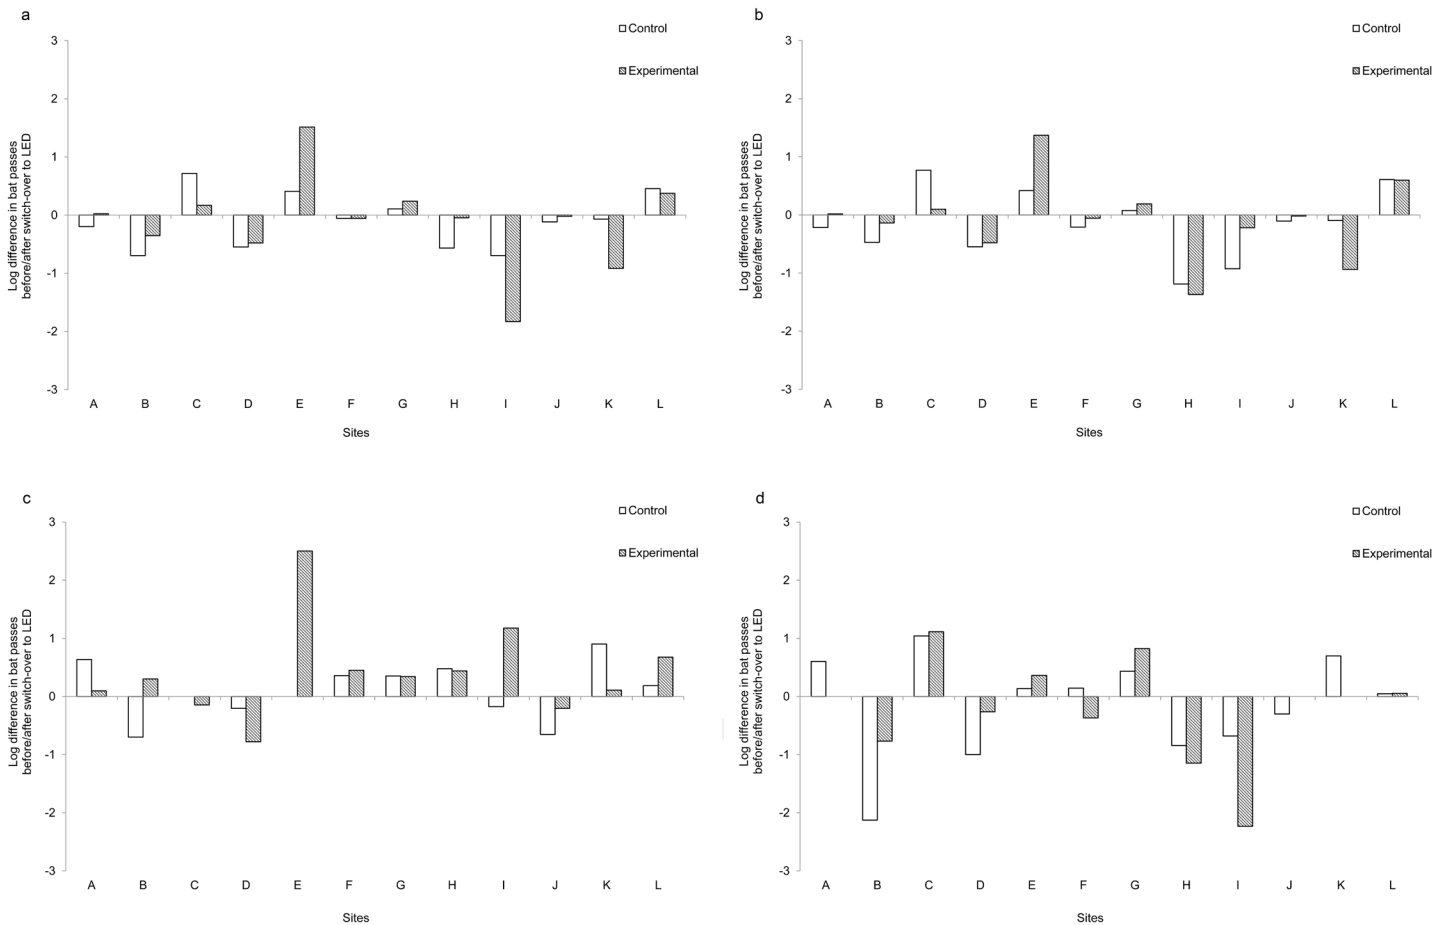 a
Control
Experimental
3
2
1
0
-1
-2
-3
Log difference in bat passes
before/after switch-over to LED
A B C D E F G H I J K L
Sites
b
Control
Experimental
3
2
1
0
-1
-2
-3
Log difference in bat passes
before/after switch-over to LED
A B C D E F G H I J K L
Sites
c
Control
Experimental
3
2
1
0
-1
-2
-3
Log difference in bat passes
before/after switch-over to LED
A B C D E F G H I J K L
Sites
d
Control
Experimental
3
2
1
0
-1
-2
-3
Log difference in bat passes
before/after switch-over to LED
A B C D E F G H I J K L
Sites